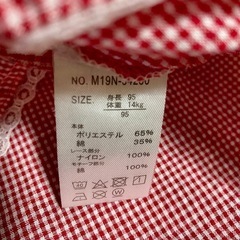 NO. M19N-
SIZE. 身長 95
体重 14kg
95
本体
ポリエステル 65%
綿 35%
レース部分
ナイロン 100%
モチーフ部分
綿 100%